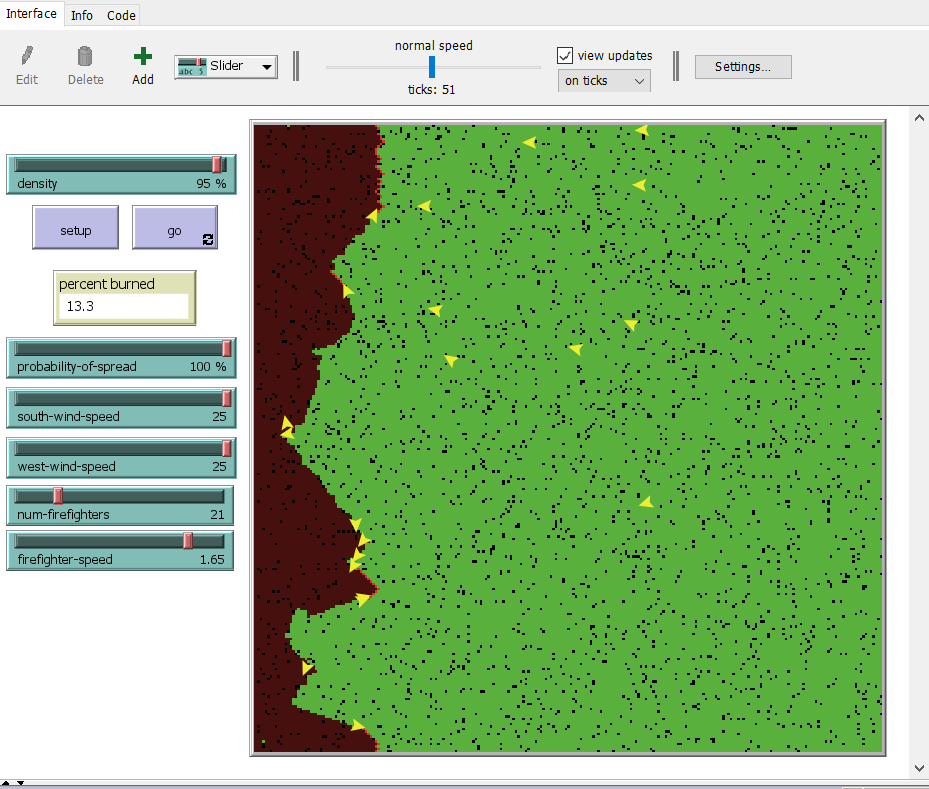 Interface Info Code
Edit Delete Add
abc 5 Slider
normal speed
ticks: 51
view updates
on ticks
Settings...
density 95 %
setup go
percent burned
13.3
probability-of-spread 100 %
south-wind-speed 25
west-wind-speed 25
num-firefighters 21
firefighter-speed 1.65